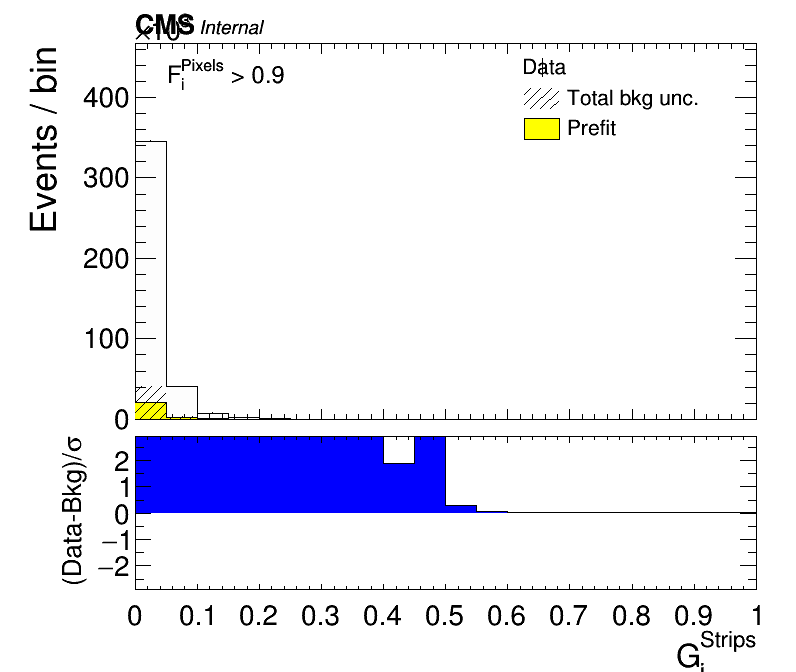 CMS Internal
×10³
F_i^Pixels > 0.9
Data
Total bkg unc.
Prefit
Events / bin
400
300
200
100
0
(Data-Bkg)/σ
2
1
0
−1
−2
0 0.1 0.2 0.3 0.4 0.5 0.6 0.7 0.8 0.9 1
G_i^Strips